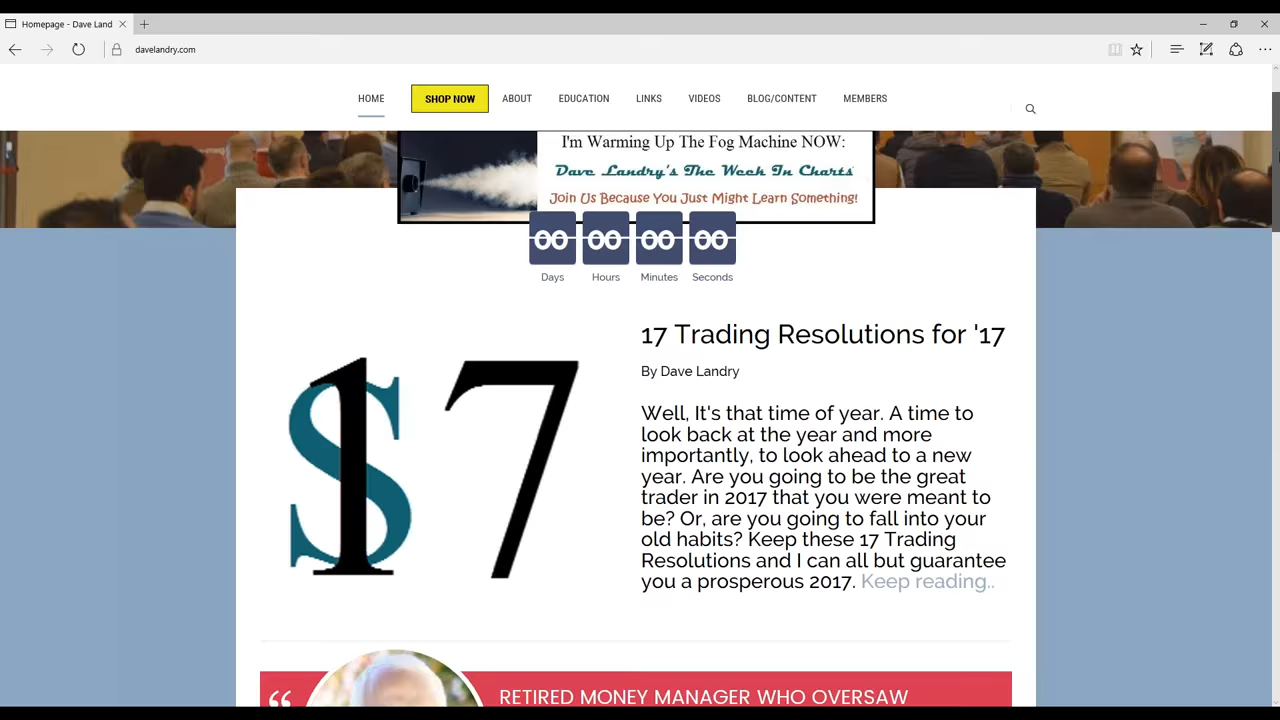 Homepage - Dave Land
davelandry.com
HOME
SHOP NOW
ABOUT
EDUCATION
LINKS
VIDEOS
BLOG/CONTENT
MEMBERS
I'm Warming Up The Fog Machine NOW:
Dave Landry's The Week In Charts
Join Us Because You Just Might Learn Something!
00 00 00 00
Days Hours Minutes Seconds
$17
17 Trading Resolutions for '17
By Dave Landry
Well, It's that time of year. A time to
look back at the year and more
importantly, to look ahead to a new
year. Are you going to be the great
trader in 2017 that you were meant to
be? Or, are you going to fall into your
old habits? Keep these 17 Trading
Resolutions and I can all but guarantee
you a prosperous 2017. Keep reading..
“
RETIRED MONEY MANAGER WHO OVERSAW